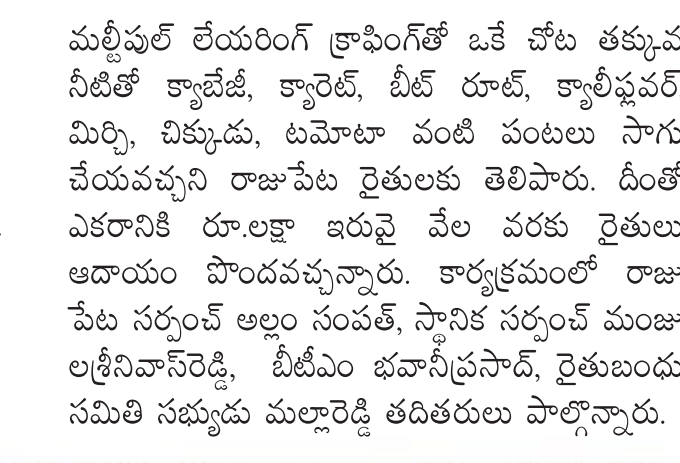 మల్టీపుల్ లేయరింగ్ క్రాఫింగ్‌తో ఒకే చోట తక్కువ
నీటితో క్యాబేజీ, క్యారెట్, బీట్ రూట్, క్యాలీఫ్లవర్
మిర్చి, చిక్కుడు, టమోటా వంటి పంటలు సాగు
చేయవచ్చని రాజుపేట రైతులకు తెలిపారు. దీంతో
ఎకరానికి రూ.లక్షా ఇరువై వేల వరకు రైతులు
ఆదాయం పొందవచ్చన్నారు. కార్యక్రమంలో రాజు
పేట సర్పంచ్ అల్లం సంపత్, స్థానిక సర్పంచ్ మంజు
లశ్రీనివాస్‌రెడ్డి, బీటీఎం భవానీప్రసాద్, రైతుబంధు
సమితి సభ్యుడు మల్లారెడ్డి తదితరులు పాల్గొన్నారు.